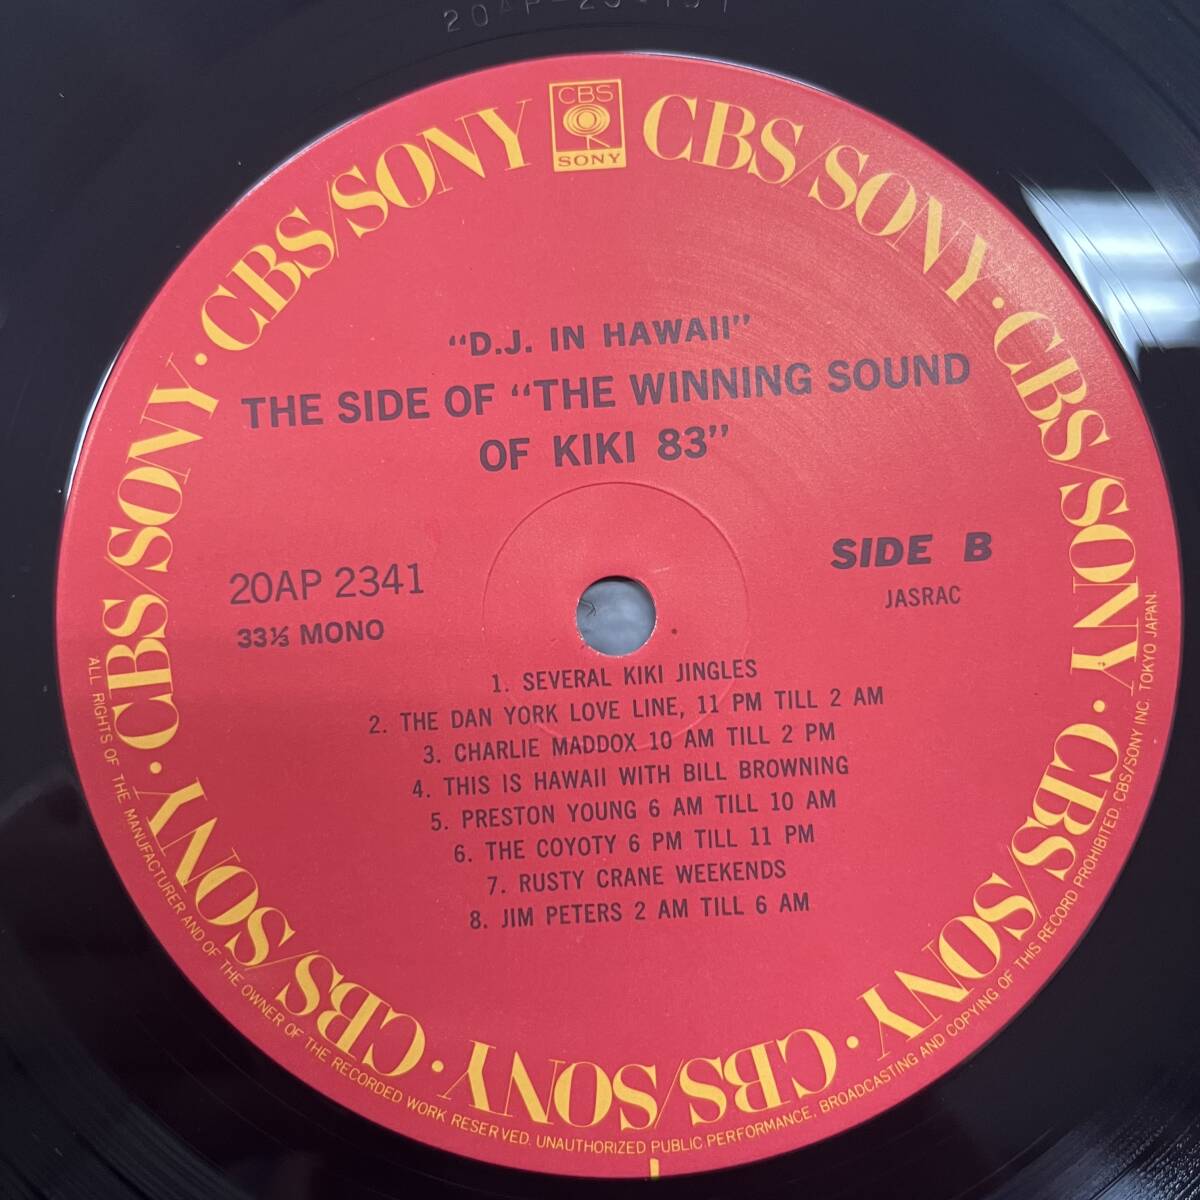 CBS
SONY
CBS/SONY · CBS/SONY · CBS/SONY · CBS/SONY · CBS/SONY · CBS/SONY · CBS/SONY · CBS/SONY · CBS/SONY
"D.J. IN HAWAII"
THE SIDE OF "THE WINNING SOUND
OF KIKI 83"
20AP 2341
33⅓ MONO
SIDE B
JASRAC
1. SEVERAL KIKI JINGLES
2. THE DAN YORK LOVE LINE, 11 PM TILL 2 AM
3. CHARLIE MADDOX 10 AM TILL 2 PM
4. THIS IS HAWAII WITH BILL BROWNING
5. PRESTON YOUNG 6 AM TILL 10 AM
6. THE COYOTY 6 PM TILL 11 PM
7. RUSTY CRANE WEEKENDS
8. JIM PETERS 2 AM TILL 6 AM
ALL RIGHTS OF THE MANUFACTURER AND OF THE OWNER OF THE RECORDED WORK RESERVED. UNAUTHORIZED PUBLIC PERFORMANCE, BROADCASTING AND COPYING OF THIS RECORD PROHIBITED. CBS/SONY INC. TOKYO JAPAN.